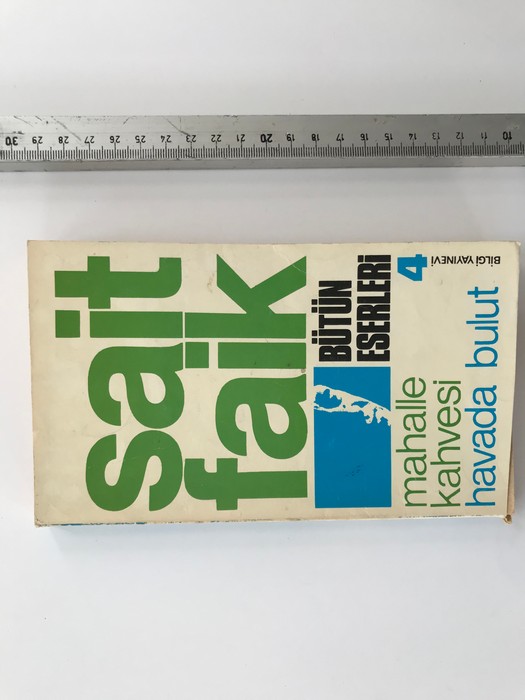 sait
faik
BÜTÜN
ESERLERİ
4
mahalle
kahvesi
havada bulut
BİLGİ YAYINEVİ
30 29 28 27 26 25 24 23 22 21 20 19 18 17 16 15 14 13 12 11 10